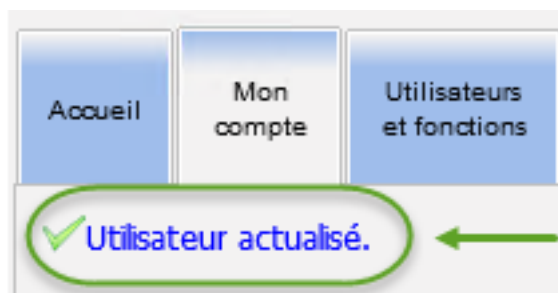 Accueil
Mon
compte
Utilisateurs
et fonctions
Utilisateur actualisé.